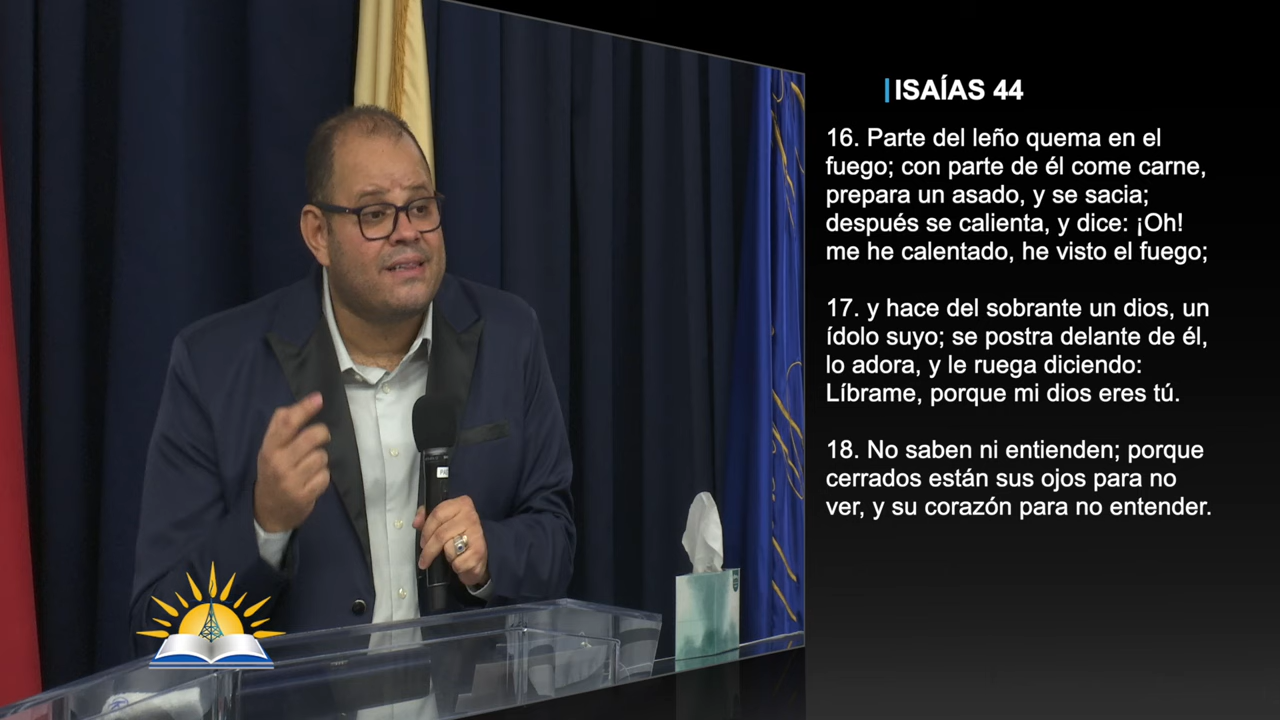 ISAÍAS 44
16. Parte del leño quema en el
fuego; con parte de él come carne,
prepara un asado, y se sacia;
después se calienta, y dice: ¡Oh!
me he calentado, he visto el fuego;
17. y hace del sobrante un dios, un
ídolo suyo; se postra delante de él,
lo adora, y le ruega diciendo:
Líbrame, porque mi dios eres tú.
18. No saben ni entienden; porque
cerrados están sus ojos para no
ver, y su corazón para no entender.